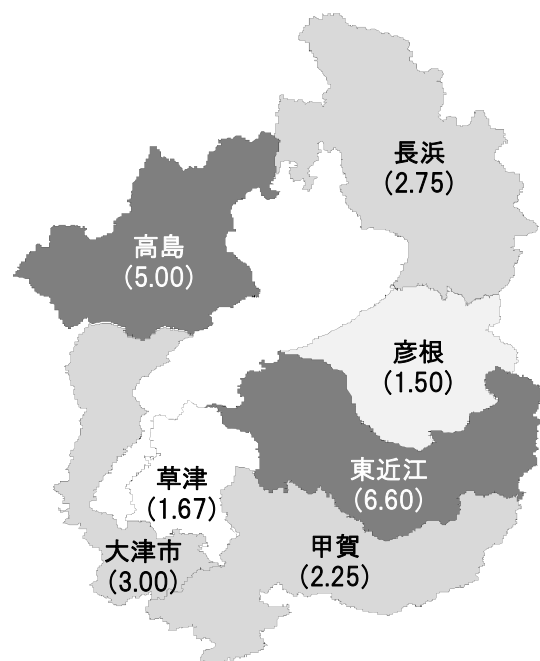 長浜
(2.75)
高島
(5.00)
彦根
(1.50)
東近江
(6.60)
草津
(1.67)
大津市
(3.00)
甲賀
(2.25)